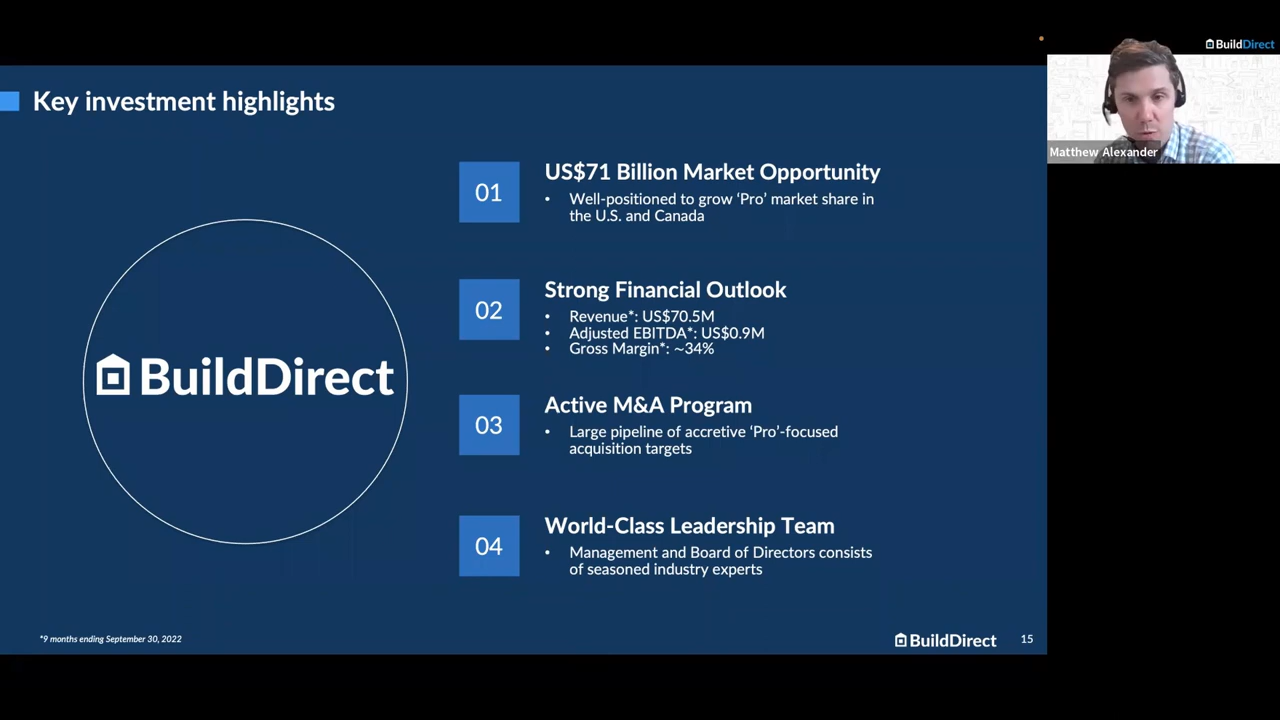 Key investment highlights
BuildDirect
01
US$71 Billion Market Opportunity
• Well-positioned to grow ‘Pro’ market share in
the U.S. and Canada
02
Strong Financial Outlook
• Revenue*: US$70.5M
• Adjusted EBITDA*: US$0.9M
• Gross Margin*: ~34%
03
Active M&A Program
• Large pipeline of accretive ‘Pro’-focused
acquisition targets
04
World-Class Leadership Team
• Management and Board of Directors consists
of seasoned industry experts
*9 months ending September 30, 2022
BuildDirect
15
BuildDirect
Matthew Alexander